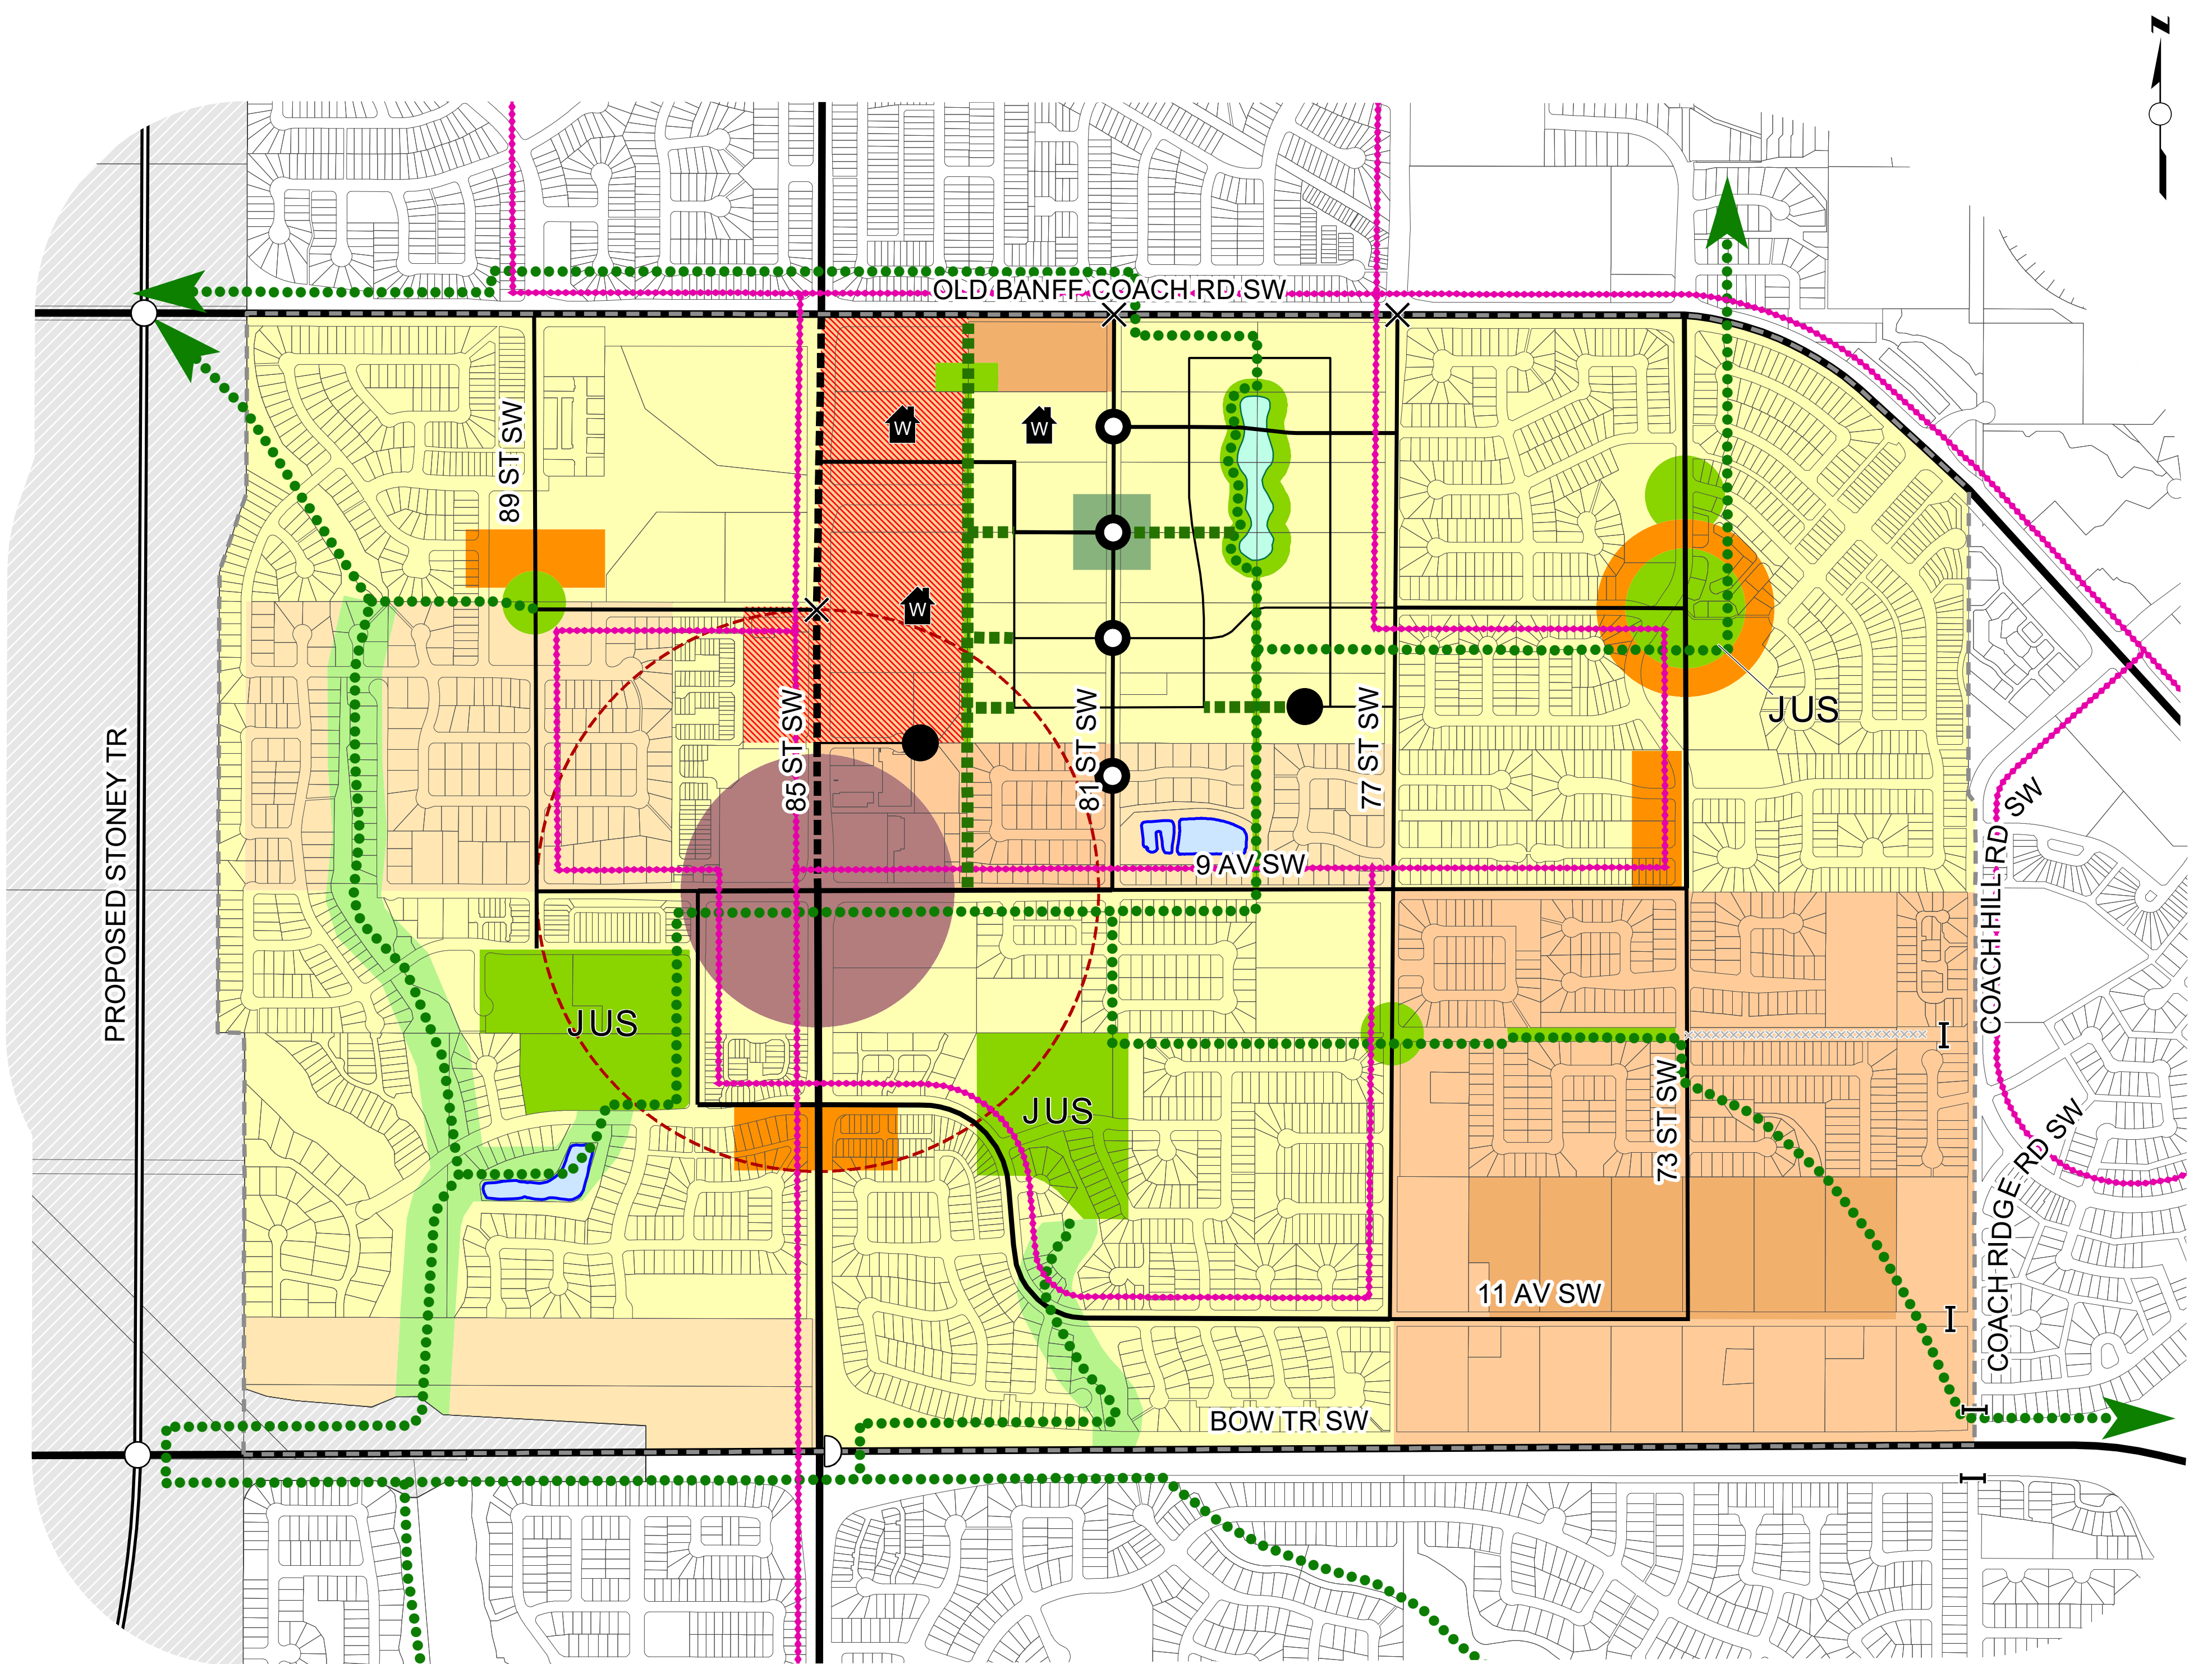 N
OLD BANFF COACH RD SW
89 ST SW
W
W
W
JUS
85 ST SW
81 ST SW
77 ST SW
PROPOSED STONEY TR
9 AV SW
COACH HILL RD SW
JUS
JUS
73 ST SW
COACH RIDGE RD SW
11 AV SW
BOW TR SW